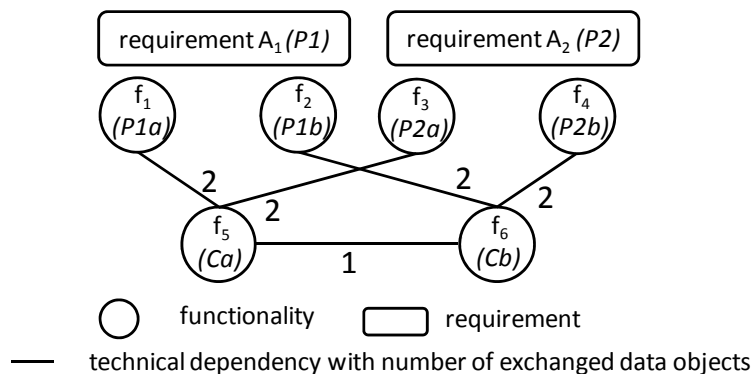 requirement A₁ (P1)
requirement A₂ (P2)
f₁
(P1a)
f₂
(P1b)
f₃
(P2a)
f₄
(P2b)
2
2
2
2
f₅
(Ca)
1
f₆
(Cb)
functionality
requirement
technical dependency with number of exchanged data objects